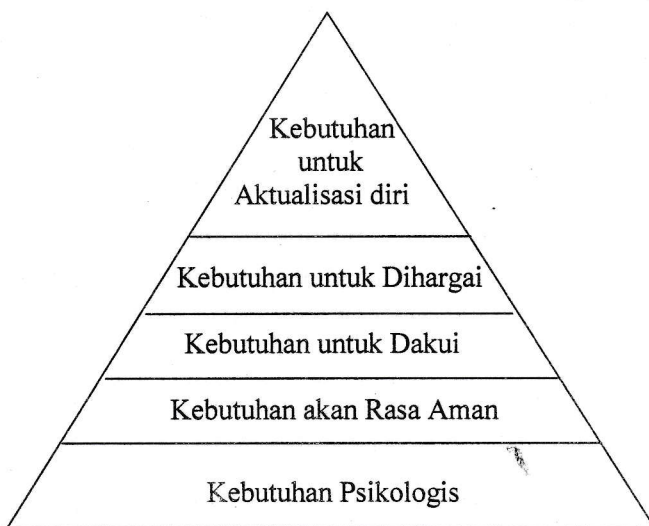 Kebutuhan
untuk
Aktualisasi diri
Kebutuhan untuk Dihargai
Kebutuhan untuk Dakui
Kebutuhan akan Rasa Aman
Kebutuhan Psikologis